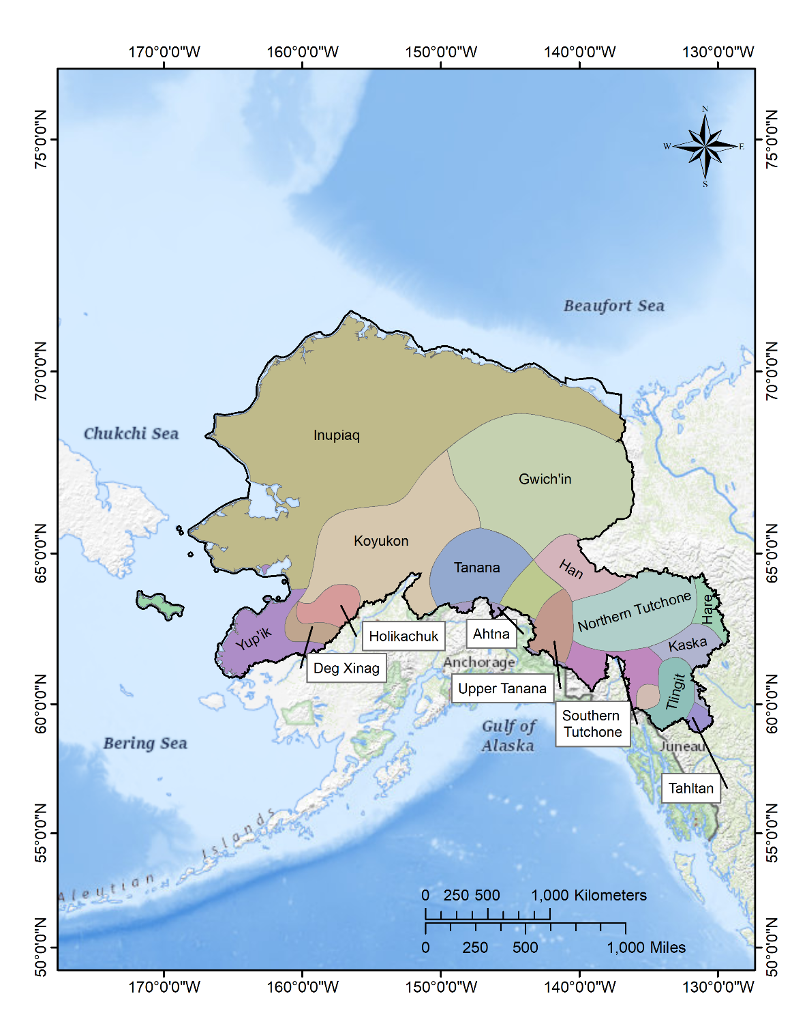 170°0'0"W 160°0'0"W 150°0'0"W 140°0'0"W 130°0'0"W
N
W E
S
75°0'0"N 75°0'0"N
Beaufort Sea
70°0'0"N 70°0'0"N
Chukchi Sea
Inupiaq
Gwich'in
Koyukon
65°0'0"N 65°0'0"N
Tanana
Han
Northern Tutchone
Hare
Yup'ik
Holikachuk
Ahtna
Kaska
Deg Xinag
Anchorage
Upper Tanana
Tlingit
60°0'0"N 60°0'0"N
Southern
Tutchone
Gulf of
Alaska
Bering Sea
Juneau
Tahltan
55°0'0"N 55°0'0"N
Aleutian Islands
0 250 500 1,000 Kilometers
0 250 500 1,000 Miles
50°0'0"N 50°0'0"N
170°0'0"W 160°0'0"W 150°0'0"W 140°0'0"W 130°0'0"W